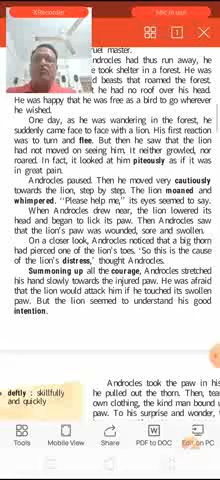 XRecorder
Mic in use!
1
ruel master.
ndrocles had thus run away, he
e took shelter in a forest. He was
d beasts that roamed the forest.
t he had no roof over his head.
He was happy that he was free as a bird to go wherever he
wished.
One day, as he was wandering in the forest, he
suddenly came face to face with a lion. His first reaction
was to turn and flee. But then he saw that the lion
had not moved on seeing him. It neither growled, nor
roared. In fact, it looked at him piteously as if it was
in great pain.
Androcles paused. Then he moved very cautiously
towards the lion, step by step. The lion moaned and
whimpered. "Please help me," its eyes seemed to say.
When Androcles drew near, the lion lowered its
head and began to lick its paw. Then Androcles saw
that the lion's paw was wounded, sore and swollen.
On a closer look, Androcles noticed that a big thorn
had pierced one of the lion's toes. 'So this is the cause
of the lion's distress,' thought Androcles.
Summoning up all the courage, Androcles stretched
his hand slowly towards the injured paw. He was afraid
that the lion would attack him if he touched its swollen
paw. But the lion seemed to understand his good
intention.
deftly : skillfully
and quickly
Androcles took the paw in his
he pulled out the thorn. Then, tear
own clothing, the kind man bound u
paw. To his surprise and wonder,
Tools
Mobile View
Share
PDF to DOC
Edit on PC